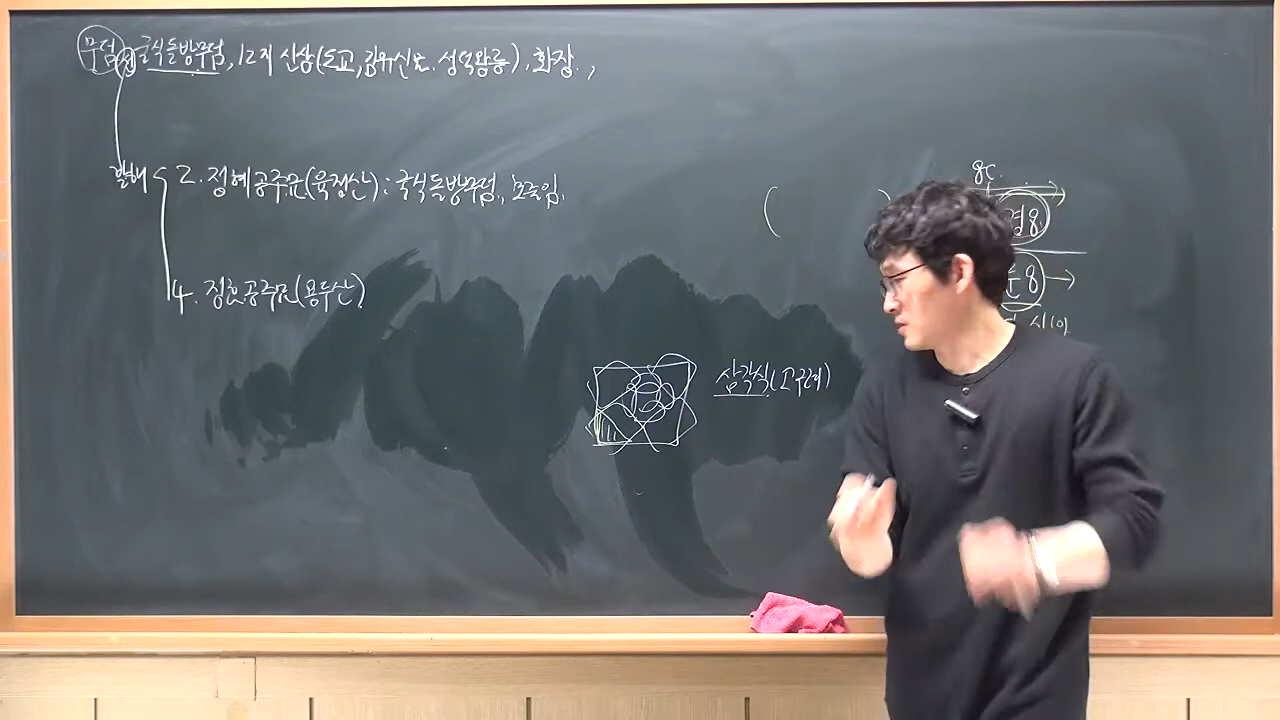 무덤 신 굴식돌방무덤, 12지 신상(도교, 김유신묘. 성덕왕릉), 화장.,
발해 2. 정혜공주묘(육정산) : 굴식돌방무덤., 모줄임.
4. 정효공주묘(용두산)
( )
8C.
경8.
삼각식(고구려)